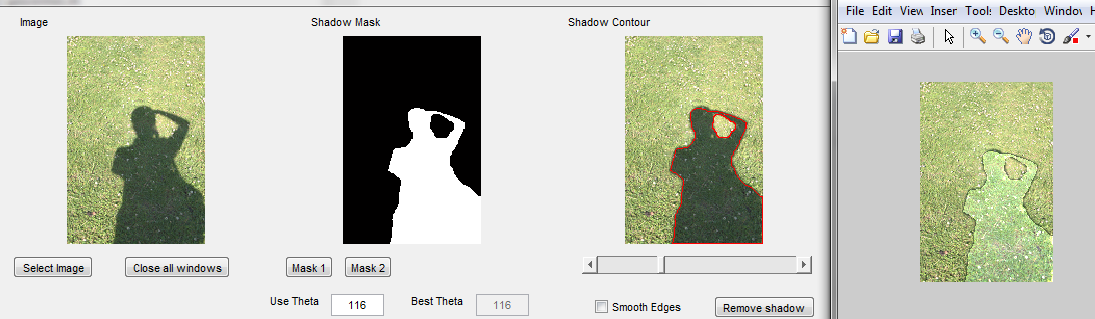 Image
Shadow Mask
Shadow Contour
File Edit View Inser Tools Deskto Window
Select Image
Close all windows
Mask 1
Mask 2
Use Theta
116
Best Theta
116
Smooth Edges
Remove shadow